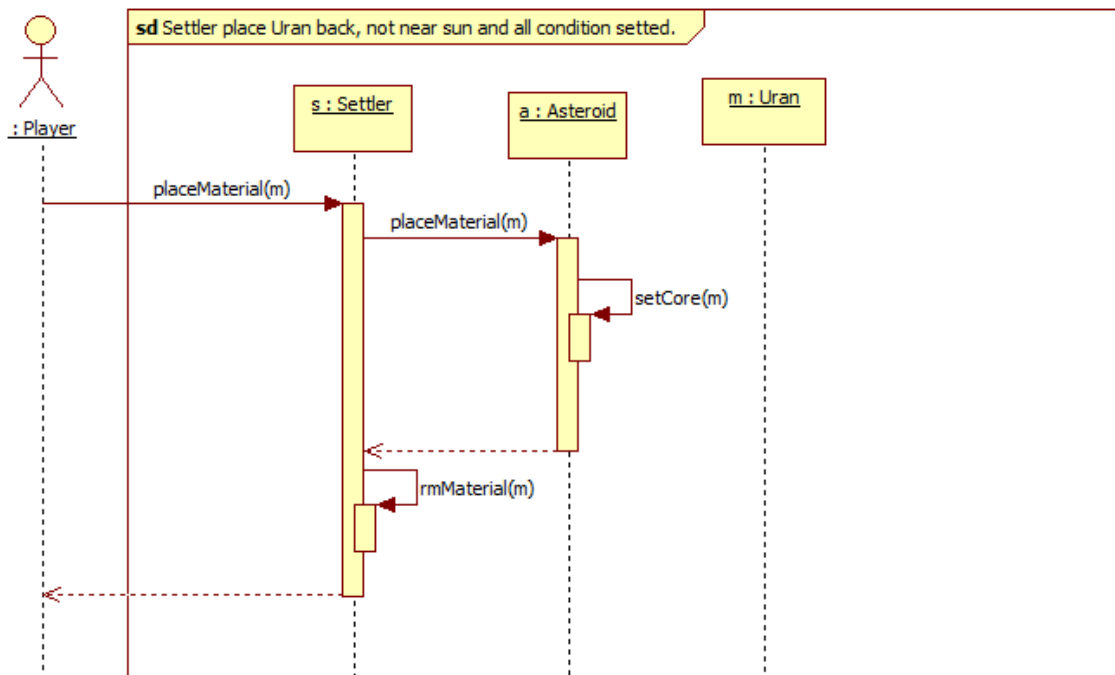 sd Settler place Uran back, not near sun and all condition setted.
: Player
s : Settler
a : Asteroid
m : Uran
placeMaterial(m)
placeMaterial(m)
setCore(m)
rmMaterial(m)